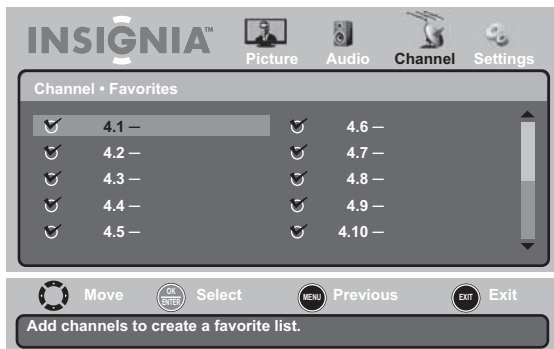 INSIGNIA™
Picture Audio Channel Settings
Channel • Favorites
4.1 —
4.2 —
4.3 —
4.4 —
4.5 —
4.6 —
4.7 —
4.8 —
4.9 —
4.10 —
Move OK ENTER Select MENU Previous EXIT Exit
Add channels to create a favorite list.